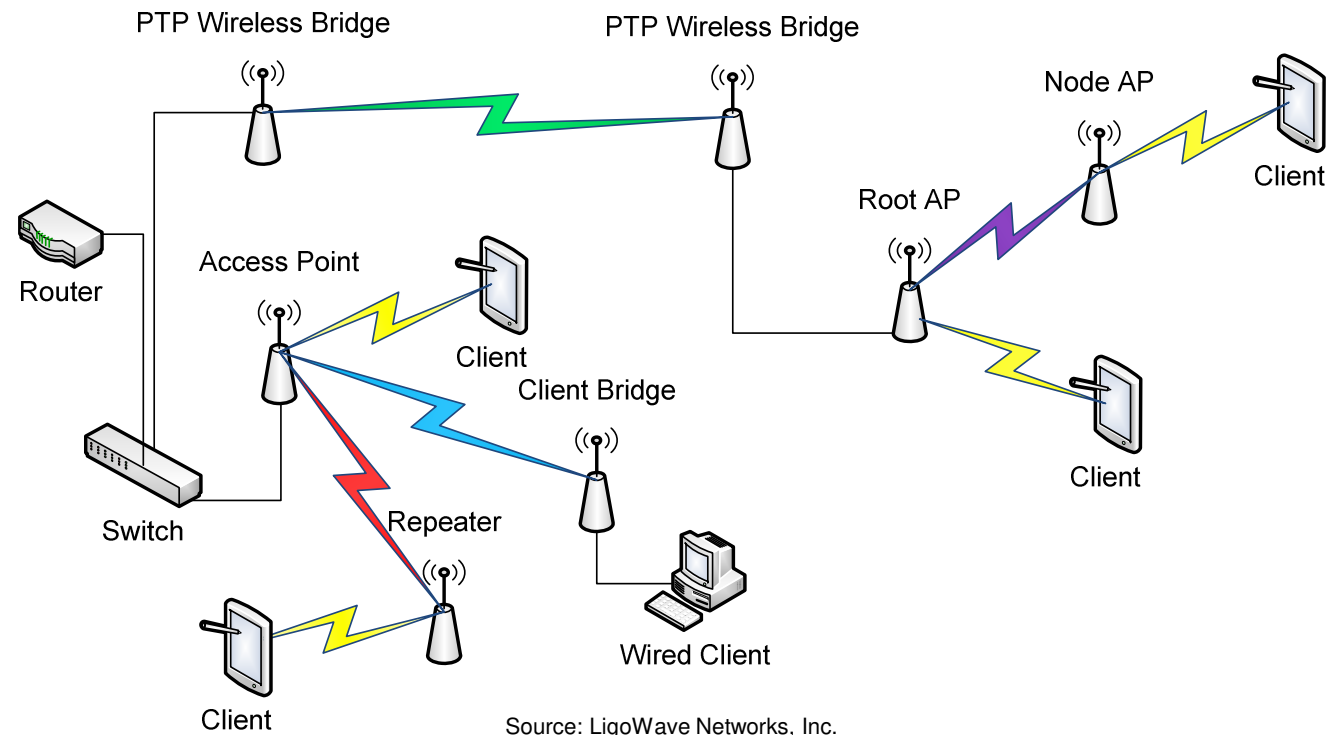 PTP Wireless Bridge
PTP Wireless Bridge
Node AP
Client
Root AP
Router
Access Point
Client
Client Bridge
Client
Switch
Repeater
Wired Client
Client
Source: LigoWave Networks, Inc.